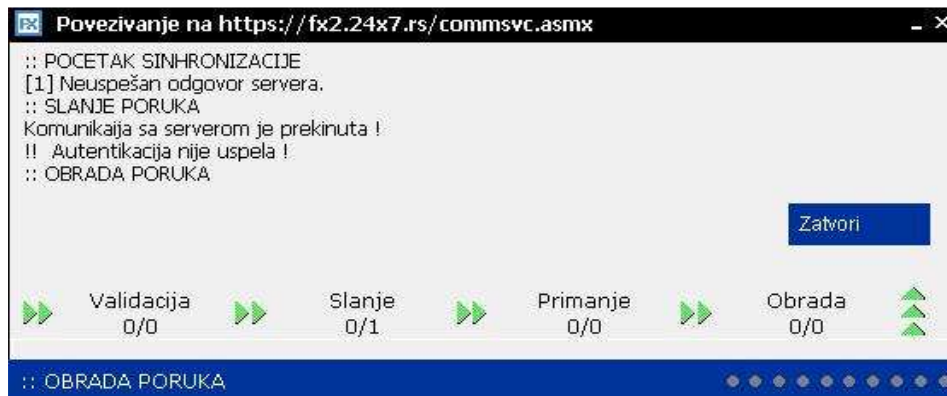 FX Povezivanje na https://fx2.24x7.rs/commsvc.asmx
:: POCETAK SINHRONIZACIJE
[1] Neuspešan odgovor servera.
:: SLANJE PORUKA
Komunikaija sa serverom je prekinuta !
!! Autentikacija nije uspela !
:: OBRADA PORUKA
Zatvori
Validacija Slanje Primanje Obrada
0/0 0/1 0/0 0/0
:: OBRADA PORUKA